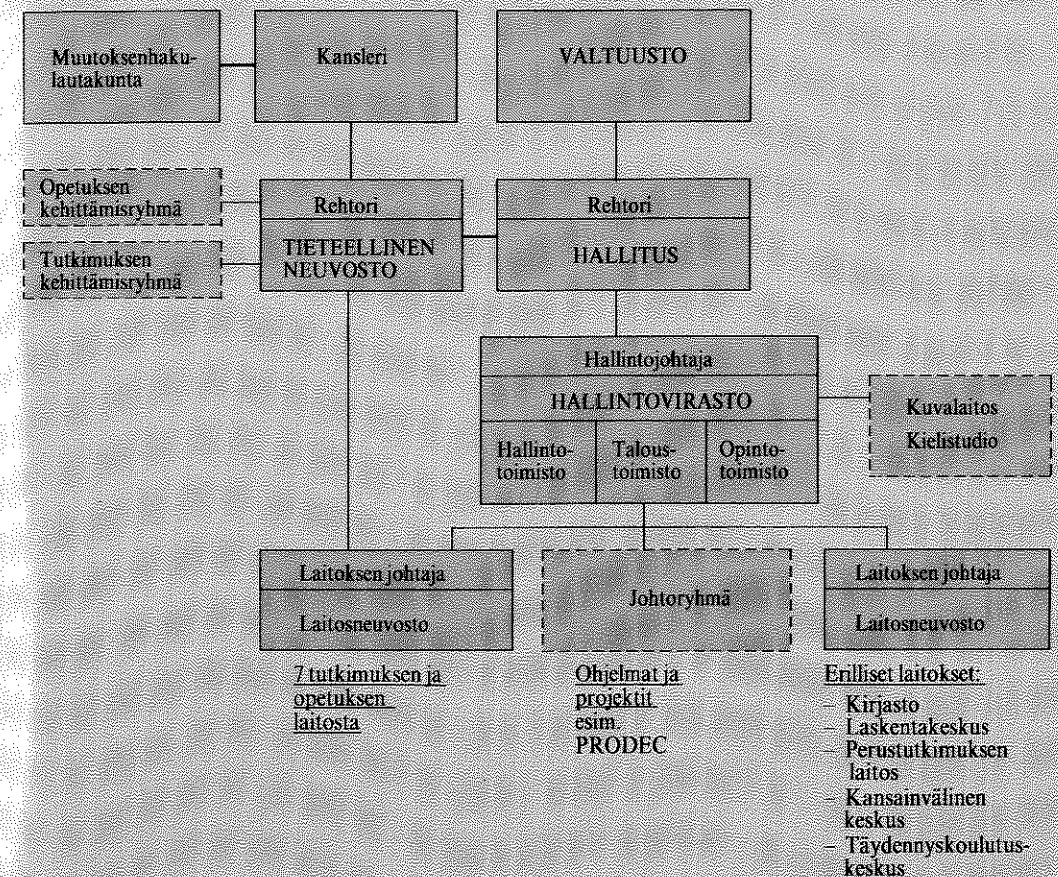 Muutoksenhaku-
lautakunta
Kansleri
VALTUUSTO
Opetuksen
kehittämisryhmä
Tutkimuksen
kehittämisryhmä
Rehtori
TIETEELLINEN
NEUVOSTO
Rehtori
HALLITUS
Hallintojohtaja
HALLINTOVIRASTO
Hallinto-
toimisto
Talous-
toimisto
Opinto-
toimisto
Kuvalaitos
Kielistudio
Laitoksen johtaja
Laitosneuvosto
7 tutkimuksen ja
opetuksen
laitosta
Johtoryhmä
Ohjelmat ja
projektit
esim.
PRODEC
Laitoksen johtaja
Laitosneuvosto
Erilliset laitokset:
– Kirjasto
– Laskentakeskus
– Perustutkimuksen
laitos
– Kansainvälinen
keskus
– Täydennyskoulutus-
keskus